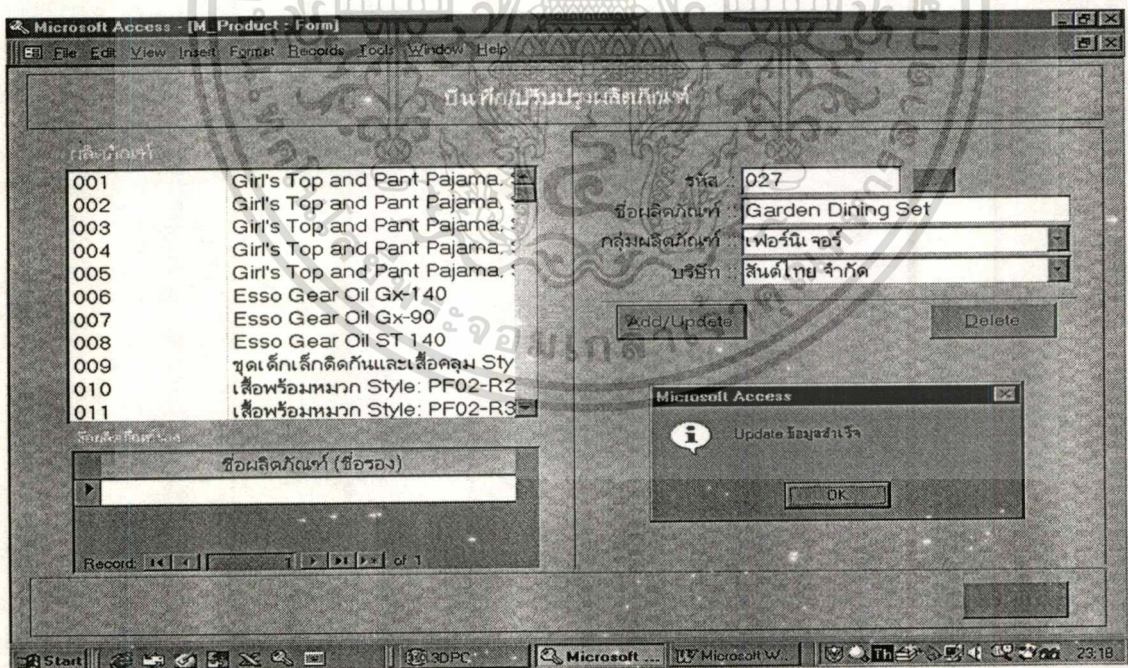 Microsoft Access - [M_Product : Form]
File Edit View Insert Format Records Tools Window Help
บันทึก/ปรับปรุงผลิตภัณฑ์
ผลิตภัณฑ์
001 Girl's Top and Pant Pajama,
002 Girl's Top and Pant Pajama,
003 Girl's Top and Pant Pajama,
004 Girl's Top and Pant Pajama,
005 Girl's Top and Pant Pajama,
006 Esso Gear Oil Gx-140
007 Esso Gear Oil Gx-90
008 Esso Gear Oil ST 140
009 ชุดเด็กเล็กติดกันและเสื้อคลุม Sty
010 เสื้อพร้อมหมวก Style: PF02-R2
011 เสื้อพร้อมหมวก Style: PF02-R3
ชื่อผลิตภัณฑ์ (ชื่อรอง)
Record: 1 of 1
รหัส : 027
ชื่อผลิตภัณฑ์ : Garden Dining Set
กลุ่มผลิตภัณฑ์ : เฟอร์นิเจอร์
บริษัท : สันต์ไทย จำกัด
Add/Update Delete
Microsoft Access
Update ข้อมูลสำเร็จ
OK
Start 3DPC Microsoft ... Microsoft W... Th 23:18